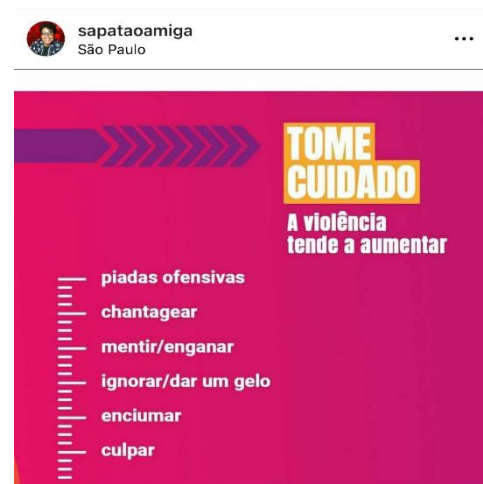 sapataoamiga
São Paulo
TOME
CUIDADO
A violência
tende a aumentar
piadas ofensivas
chantagear
mentir/enganar
ignorar/dar um gelo
enciumar
culpar